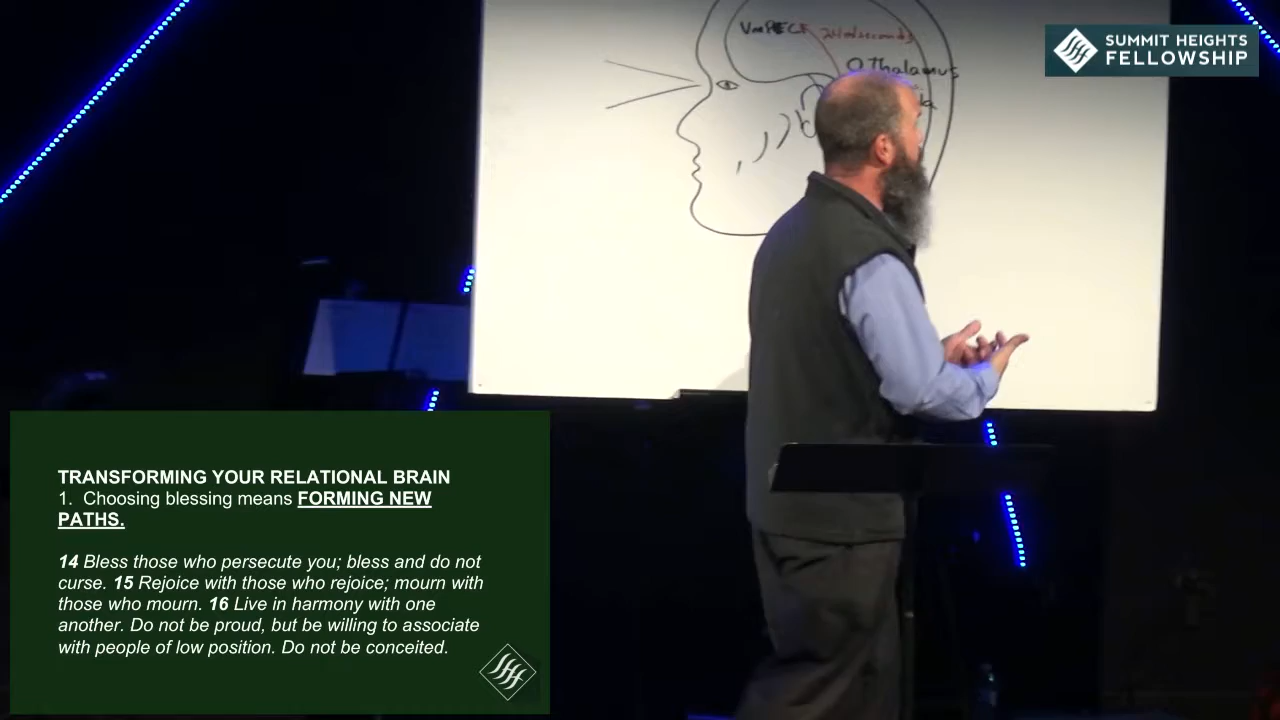 SUMMIT HEIGHTS
FELLOWSHIP
24
Thalamus
TRANSFORMING YOUR RELATIONAL BRAIN
1. Choosing blessing means FORMING NEW
PATHS.
14 Bless those who persecute you; bless and do not
curse. 15 Rejoice with those who rejoice; mourn with
those who mourn. 16 Live in harmony with one
another. Do not be proud, but be willing to associate
with people of low position. Do not be conceited.